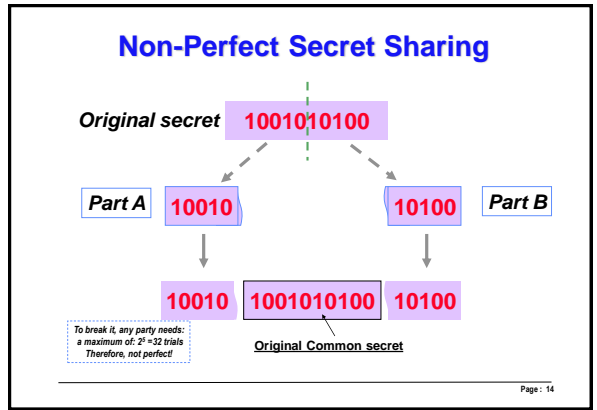 Non-Perfect Secret Sharing
Original secret 1001010100
Part A 10010 10100 Part B
10010 1001010100 10100
To break it, any party needs:
a maximum of: 2⁵ =32 trials
Therefore, not perfect!
Original Common secret
Page : 14